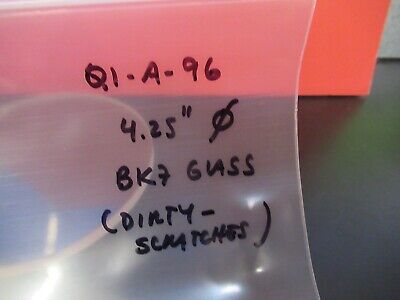 Q1-A-96
4.25" Ø
BK7 GLASS
(DIRTY-
SCRATCHES)